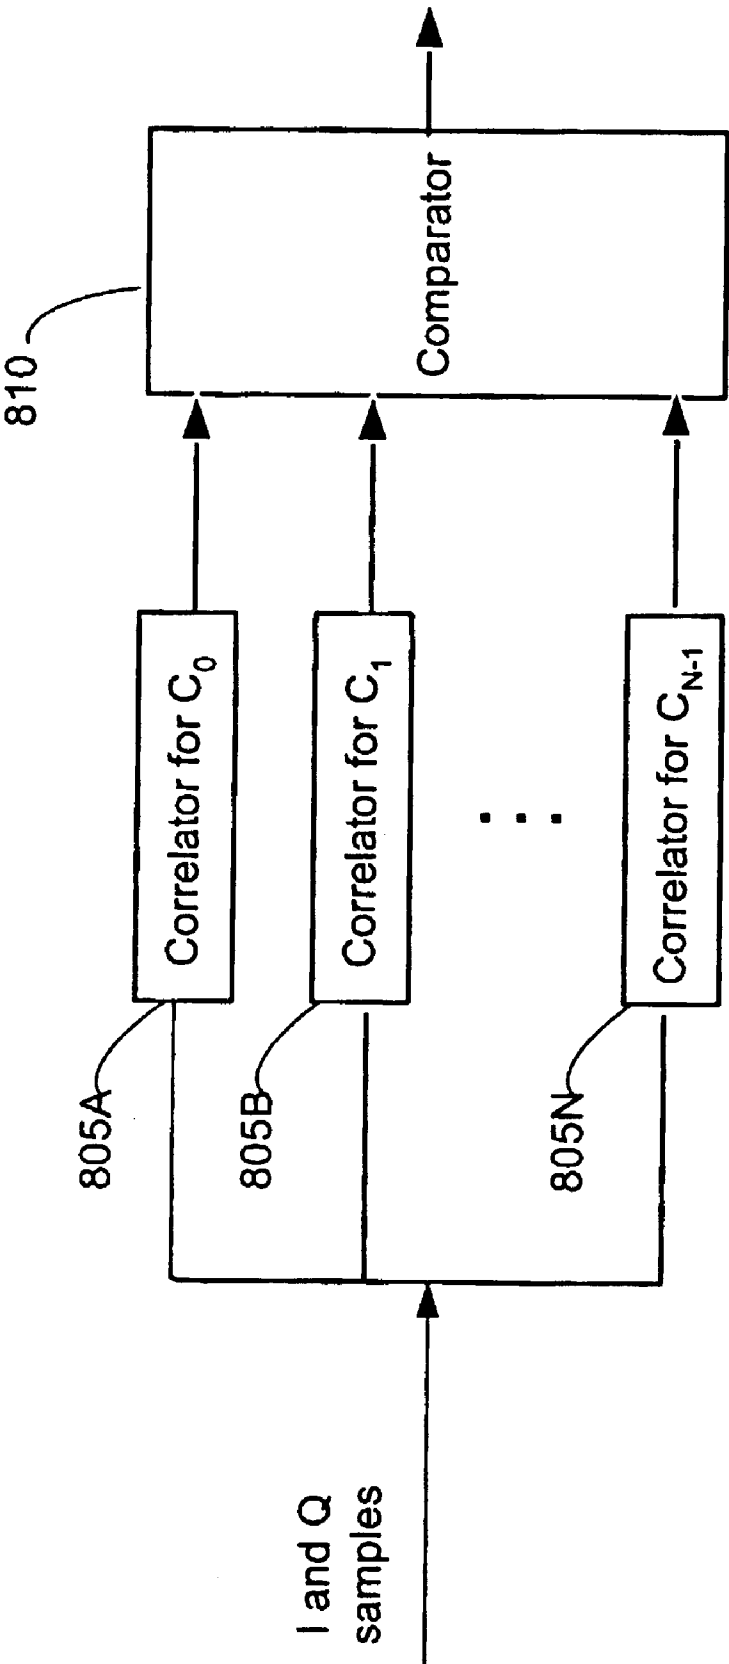 I and Q
samples
805A
Correlator for C0
805B
Correlator for C1
. . .
805N
Correlator for CN-1
810
Comparator